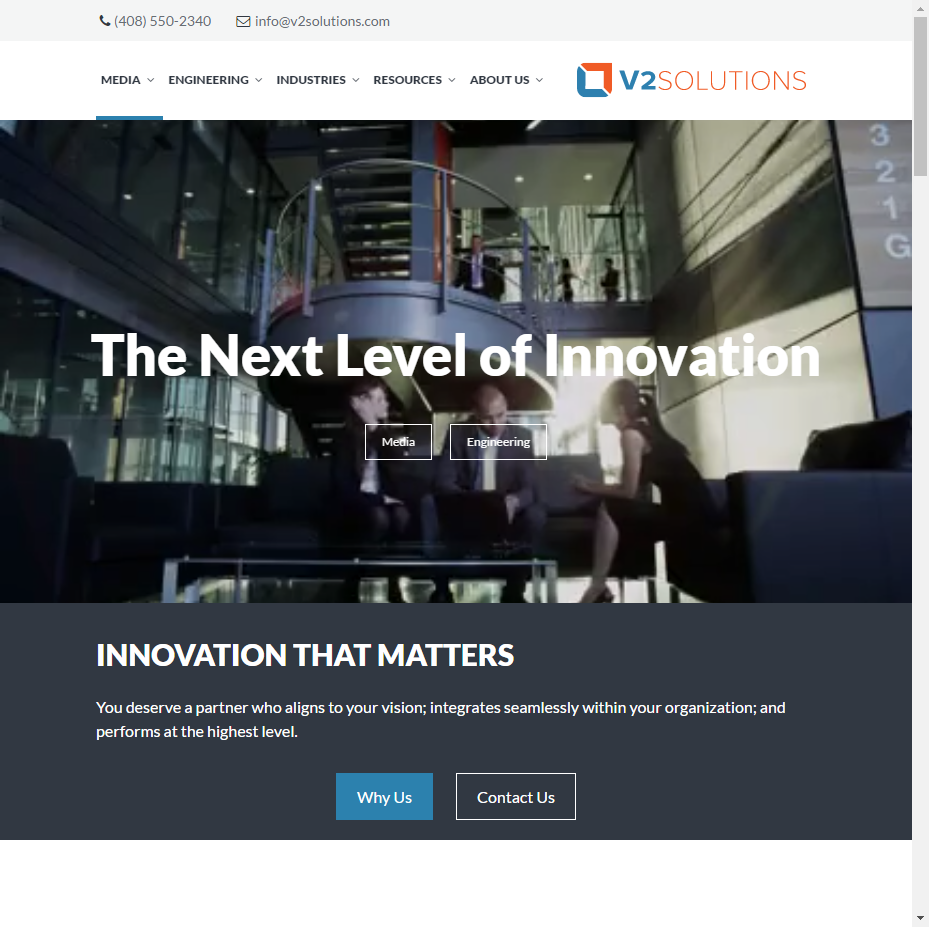 (408) 550-2340 info@v2solutions.com
MEDIA ENGINEERING INDUSTRIES RESOURCES ABOUT US V2SOLUTIONS
3
2
1
G
The Next Level of Innovation
Media Engineering
INNOVATION THAT MATTERS
You deserve a partner who aligns to your vision; integrates seamlessly within your organization; and
performs at the highest level.
Why Us Contact Us